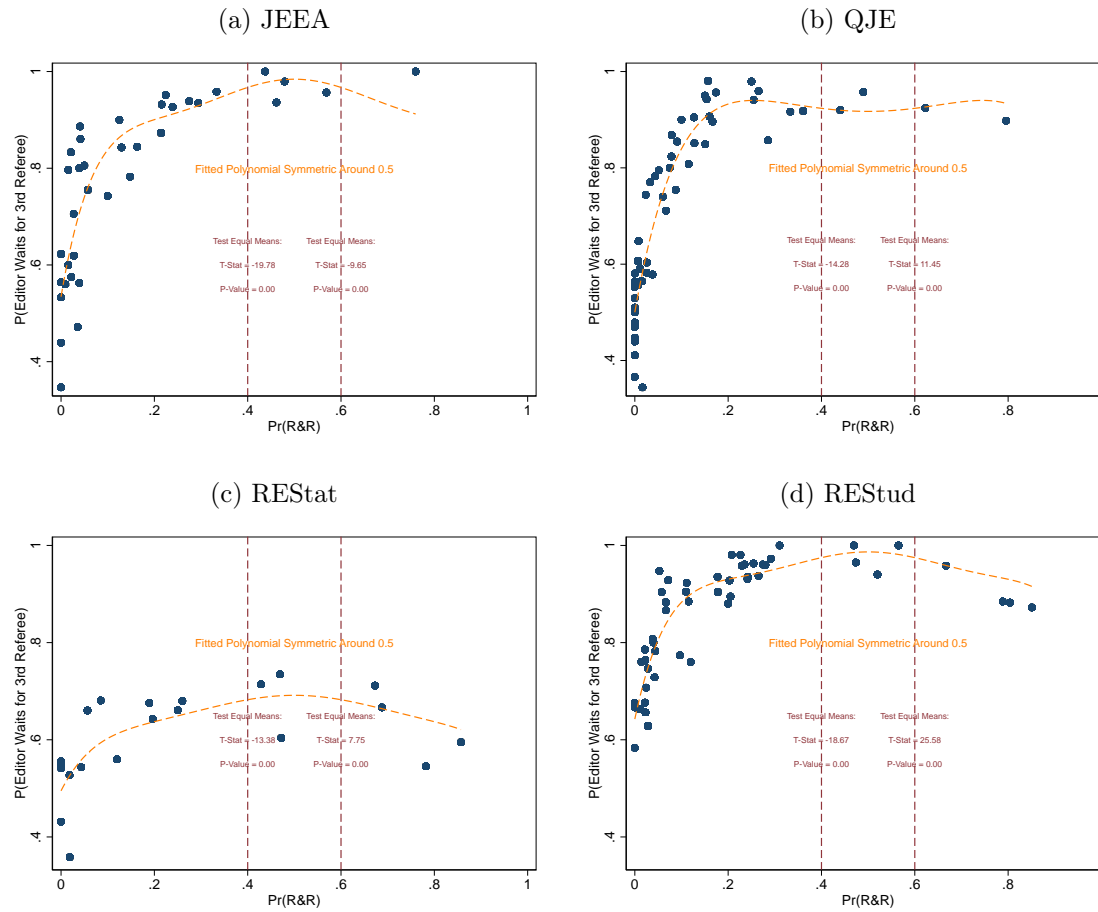 (a) JEEA
P(Editor Waits for 3rd Referee)
1
.8
.6
.4
Fitted Polynomial Symmetric Around 0.5
Test Equal Means: Test Equal Means:
T-Stat = -19.78 T-Stat = -9.65
P-Value = 0.00 P-Value = 0.00
0 .2 .4 .6 .8 1
Pr(R&R)
(b) QJE
P(Editor Waits for 3rd Referee)
1
.8
.6
.4
Fitted Polynomial Symmetric Around 0.5
Test Equal Means: Test Equal Means:
T-Stat = -14.28 T-Stat = 11.45
P-Value = 0.00 P-Value = 0.00
0 .2 .4 .6 .8
Pr(R&R)
(c) REStat
P(Editor Waits for 3rd Referee)
1
.8
.6
.4
Fitted Polynomial Symmetric Around 0.5
Test Equal Means: Test Equal Means:
T-Stat = -13.38 T-Stat = 7.75
P-Value = 0.00 P-Value = 0.00
0 .2 .4 .6 .8 1
Pr(R&R)
(d) REStud
P(Editor Waits for 3rd Referee)
1
.8
.6
.4
Fitted Polynomial Symmetric Around 0.5
Test Equal Means: Test Equal Means:
T-Stat = -18.67 T-Stat = 25.58
P-Value = 0.00 P-Value = 0.00
0 .2 .4 .6 .8
Pr(R&R)